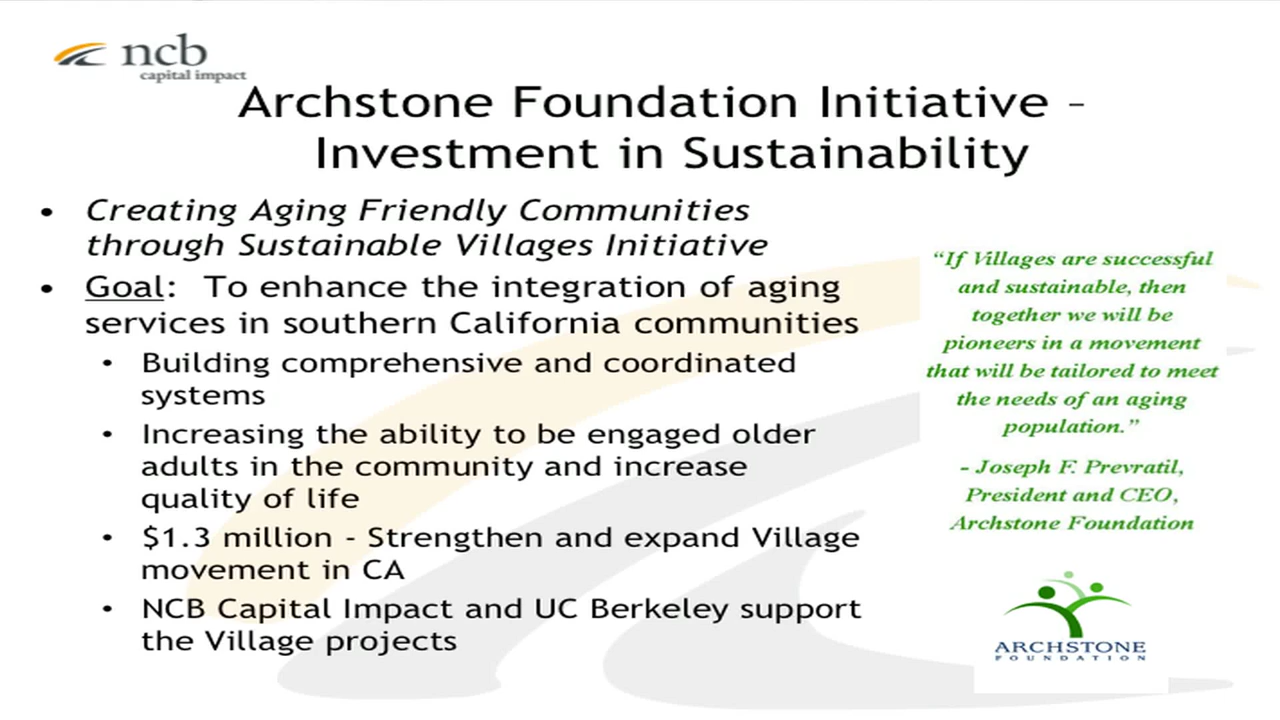 ncb
capital impact
Archstone Foundation Initiative –
Investment in Sustainability
• Creating Aging Friendly Communities
through Sustainable Villages Initiative
• Goal: To enhance the integration of aging
services in southern California communities
• Building comprehensive and coordinated
systems
• Increasing the ability to be engaged older
adults in the community and increase
quality of life
• $1.3 million - Strengthen and expand Village
movement in CA
• NCB Capital Impact and UC Berkeley support
the Village projects
“If Villages are successful
and sustainable, then
together we will be
pioneers in a movement
that will be tailored to meet
the needs of an aging
population.”
- Joseph F. Prevratil,
President and CEO,
Archstone Foundation
ARCHSTONE
FOUNDATION